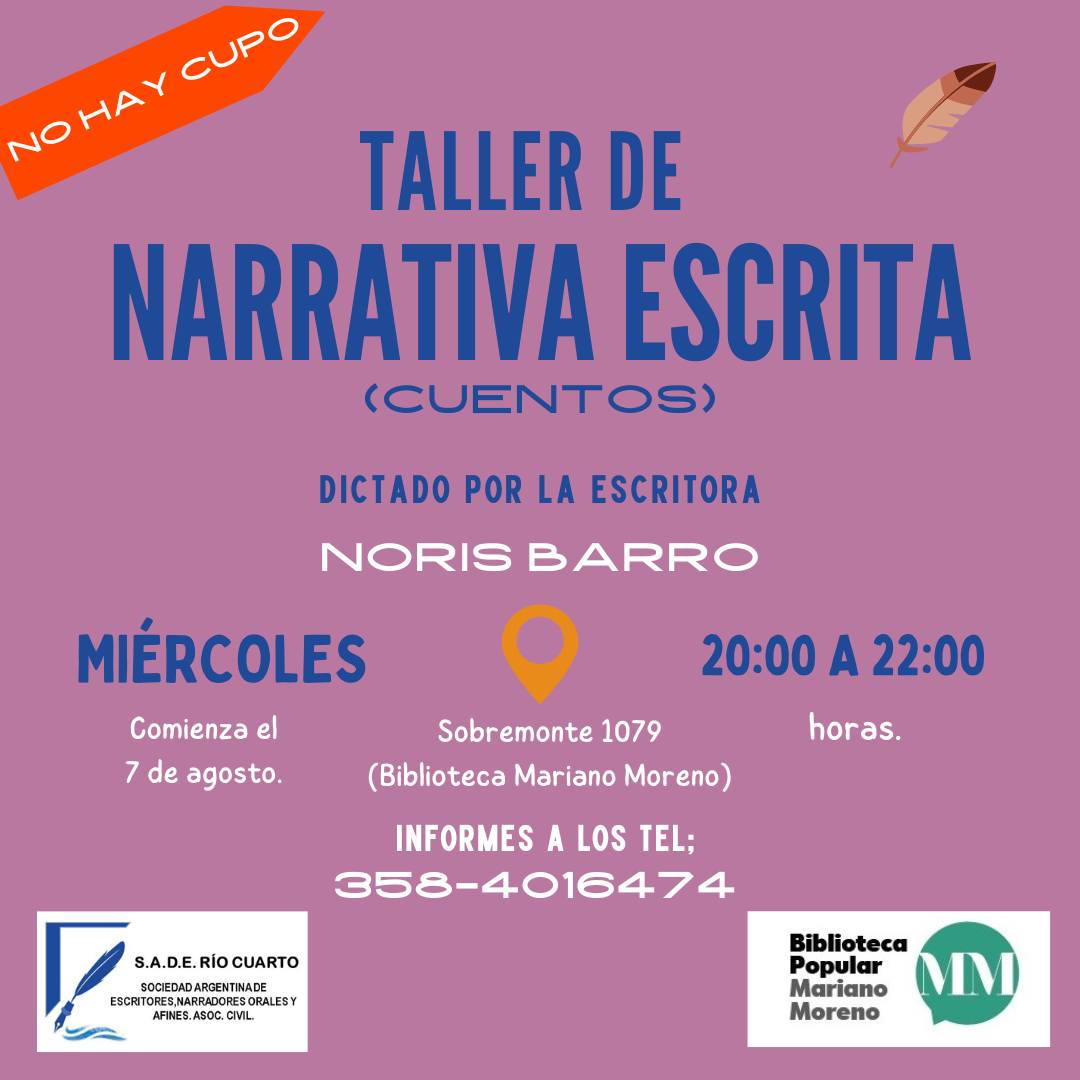 NO HAY CUPO
TALLER DE
NARRATIVA ESCRITA
(CUENTOS)
DICTADO POR LA ESCRITORA
NORIS BARRO
MIÉRCOLES
Comienza el
7 de agosto.
Sobremonte 1079
(Biblioteca Mariano Moreno)
20:00 A 22:00
horas.
INFORMES A LOS TEL;
358-4016474
S.A.D.E. RÍO CUARTO
SOCIEDAD ARGENTINA DE
ESCRITORES,NARRADORES ORALES Y
AFINES. ASOC. CIVIL.
Biblioteca
Popular
Mariano
Moreno
MM